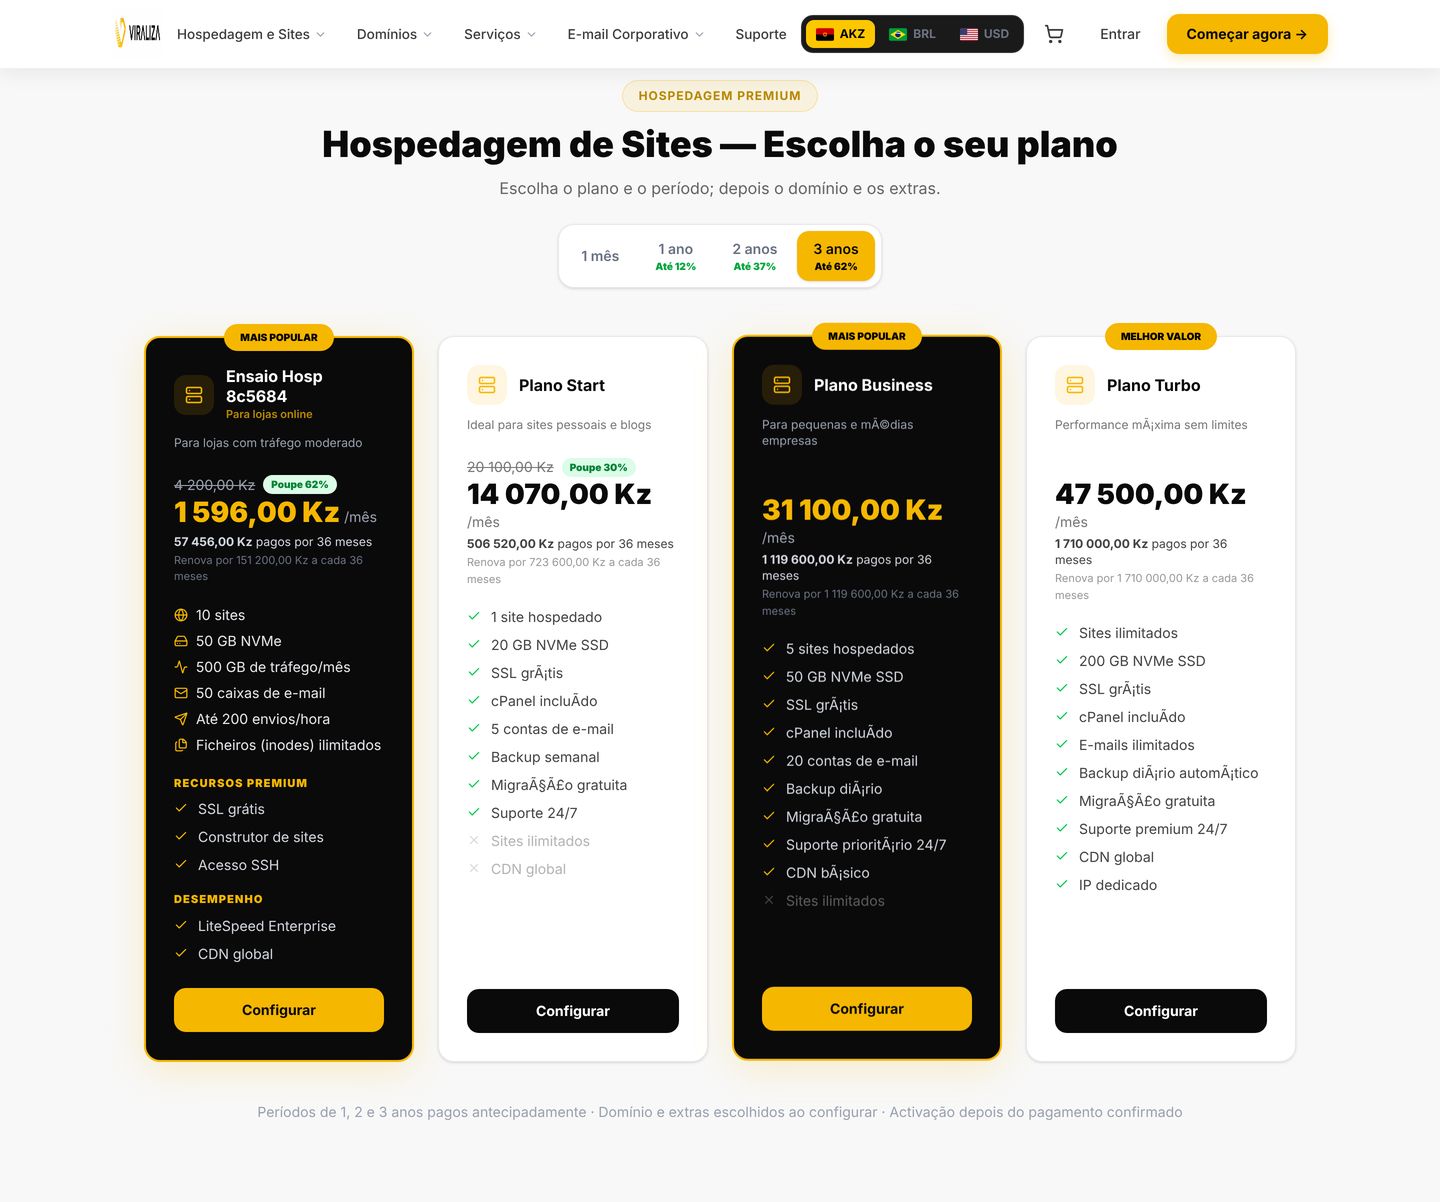 VIRALIZA
Hospedagem e Sites
Domínios
Serviços
E-mail Corporativo
Suporte
AKZ
BRL
USD
Entrar
Começar agora →
HOSPEDAGEM PREMIUM
Hospedagem de Sites — Escolha o seu plano
Escolha o plano e o período; depois o domínio e os extras.
1 mês
1 ano
Até 12%
2 anos
Até 37%
3 anos
Até 62%
MAIS POPULAR
Ensaio Hosp
8c5684
Para lojas online
Para lojas com tráfego moderado
4 200,00 Kz Poupe 62%
1 596,00 Kz /mês
57 456,00 Kz pagos por 36 meses
Renova por 151 200,00 Kz a cada 36
meses
10 sites
50 GB NVMe
500 GB de tráfego/mês
50 caixas de e-mail
Até 200 envios/hora
Ficheiros (inodes) ilimitados
RECURSOS PREMIUM
SSL grátis
Construtor de sites
Acesso SSH
DESEMPENHO
LiteSpeed Enterprise
CDN global
Configurar
Plano Start
Ideal para sites pessoais e blogs
20 100,00 Kz Poupe 30%
14 070,00 Kz
/mês
506 520,00 Kz pagos por 36 meses
Renova por 723 600,00 Kz a cada 36
meses
1 site hospedado
20 GB NVMe SSD
SSL grÃ¡tis
cPanel incluÃ­do
5 contas de e-mail
Backup semanal
MigraÃ§Ã£o gratuita
Suporte 24/7
Sites ilimitados
CDN global
Configurar
MAIS POPULAR
Plano Business
Para pequenas e mÃ©dias
empresas
31 100,00 Kz
/mês
1 119 600,00 Kz pagos por 36
meses
Renova por 1 119 600,00 Kz a cada 36
meses
5 sites hospedados
50 GB NVMe SSD
SSL grÃ¡tis
cPanel incluÃ­do
20 contas de e-mail
Backup diÃ¡rio
MigraÃ§Ã£o gratuita
Suporte prioritÃ¡rio 24/7
CDN bÃ¡sico
Sites ilimitados
Configurar
MELHOR VALOR
Plano Turbo
Performance mÃ¡xima sem limites
47 500,00 Kz
/mês
1 710 000,00 Kz pagos por 36
meses
Renova por 1 710 000,00 Kz a cada 36
meses
Sites ilimitados
200 GB NVMe SSD
SSL grÃ¡tis
cPanel incluÃ­do
E-mails ilimitados
Backup diÃ¡rio automÃ¡tico
MigraÃ§Ã£o gratuita
Suporte premium 24/7
CDN global
IP dedicado
Configurar
Períodos de 1, 2 e 3 anos pagos antecipadamente · Domínio e extras escolhidos ao configurar · Activação depois do pagamento confirmado